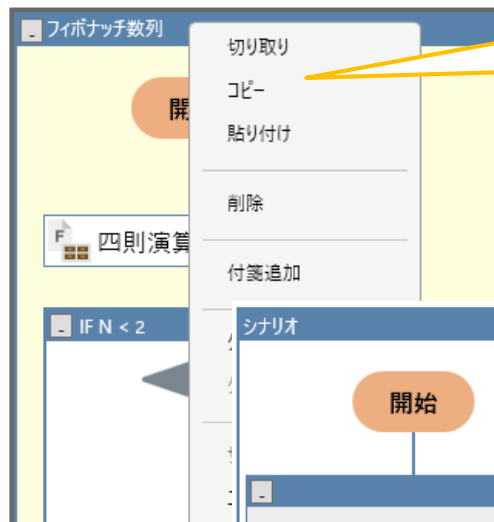 フィボナッチ数列
切り取り
コピー
貼り付け
削除
付箋追加
開
四則演算
IF N < 2
シナリオ
開始